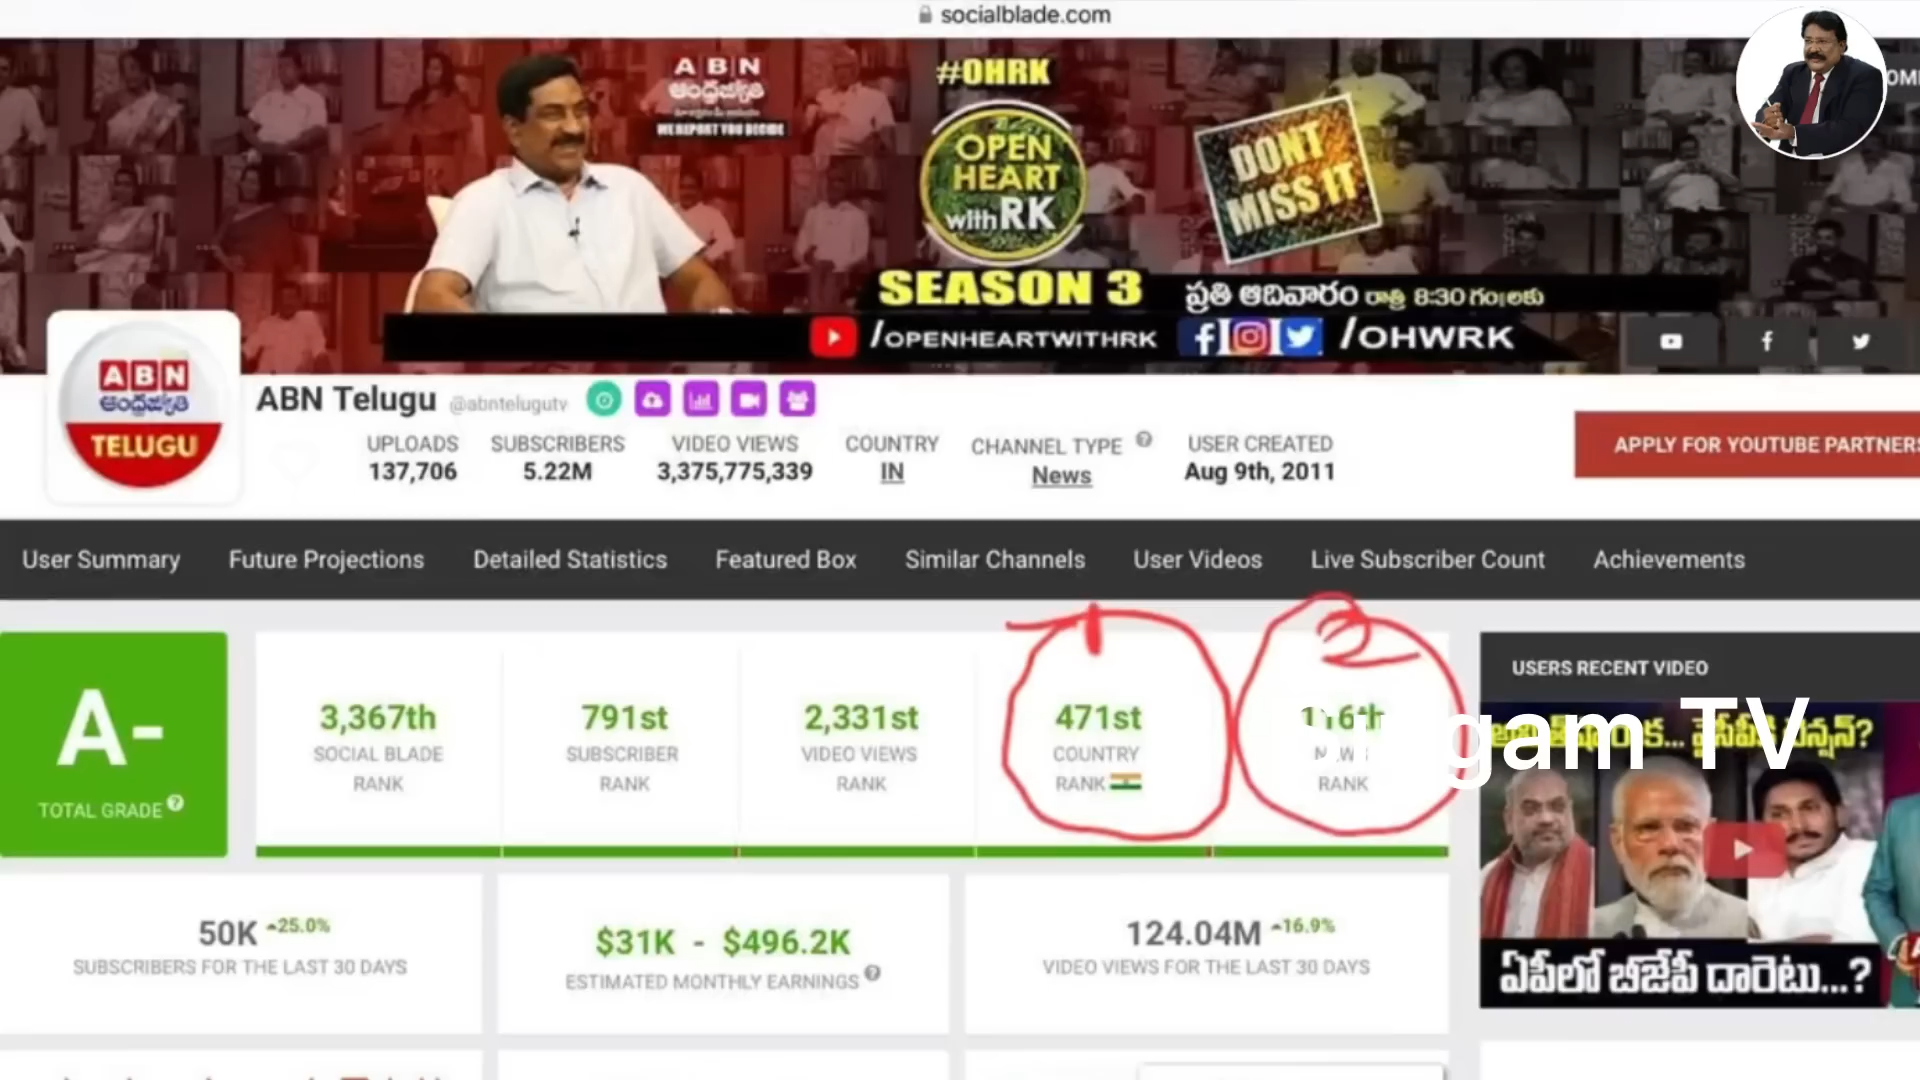 socialblade.com
ABN
ఆంధ్రజ్యోతి
WE REPORT YOU DECIDE
#OHRK
OPEN
HEART
with RK
SEASON 3
DONT
MISS IT
ప్రతి ఆదివారం రాత్రి 8:30 గం॥లకు
/OPENHEARTWITHRK
/OHWRK
ABN
ఆంధ్రజ్యోతి
TELUGU
ABN Telugu @abntelugutv
UPLOADS
137,706
SUBSCRIBERS
5.22M
VIDEO VIEWS
3,375,775,339
COUNTRY
IN
CHANNEL TYPE
News
USER CREATED
Aug 9th, 2011
APPLY FOR YOUTUBE PARTNERS
User Summary Future Projections Detailed Statistics Featured Box Similar Channels User Videos Live Subscriber Count Achievements
A-
TOTAL GRADE
3,367th
SOCIAL BLADE
RANK
791st
SUBSCRIBER
RANK
2,331st
VIDEO VIEWS
RANK
1
471st
COUNTRY
RANK
2
116th
RANK
gam TV
USERS RECENT VIDEO
ఏపీలో బీజేపీ దారెటు...?
50K 25.0%
SUBSCRIBERS FOR THE LAST 30 DAYS
$31K - $496.2K
ESTIMATED MONTHLY EARNINGS
124.04M 16.9%
VIDEO VIEWS FOR THE LAST 30 DAYS